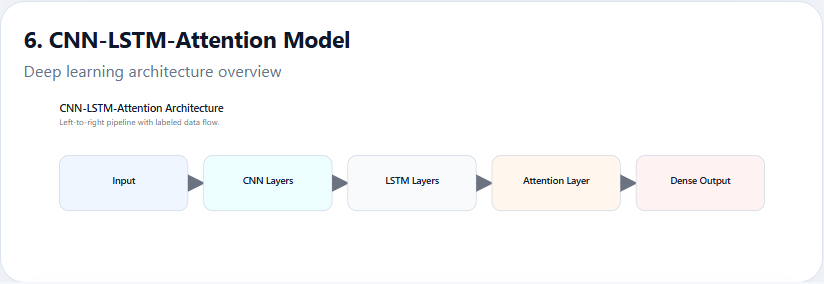 6. CNN-LSTM-Attention Model
Deep learning architecture overview
CNN-LSTM-Attention Architecture
Left-to-right pipeline with labeled data flow.
Input
CNN Layers
LSTM Layers
Attention Layer
Dense Output